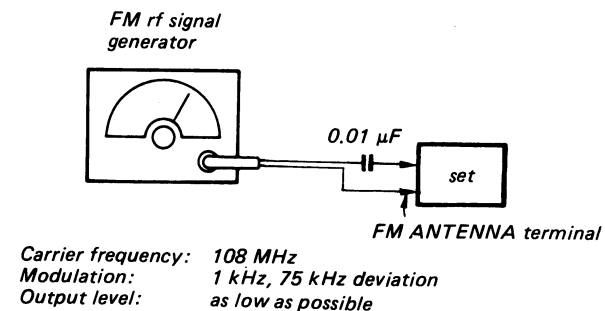 FM rf signal
generator
0.01 μF
set
FM ANTENNA terminal
Carrier frequency: 108 MHz
Modulation: 1 kHz, 75 kHz deviation
Output level: as low as possible